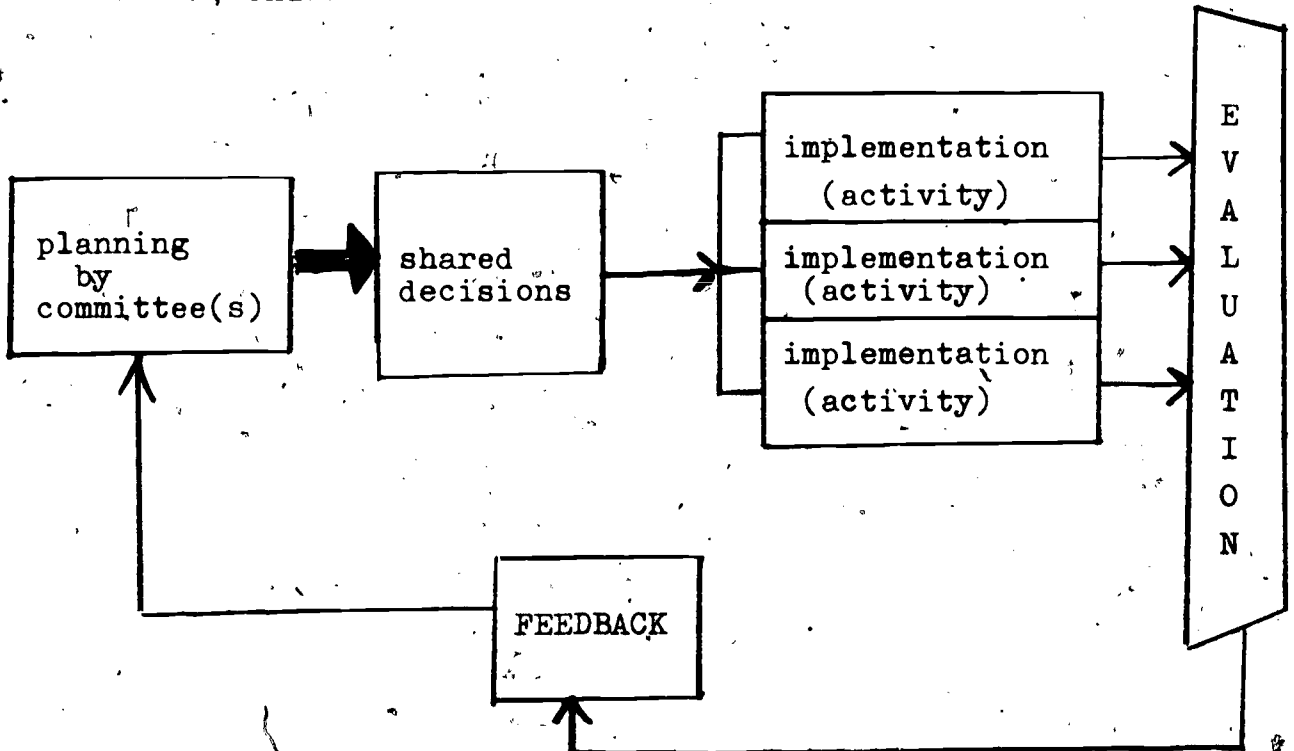 planning
by
committee(s)
shared
decisions
implementation
(activity)
implementation
(activity)
implementation
(activity)
E
V
A
L
U
A
T
I
O
N
FEEDBACK